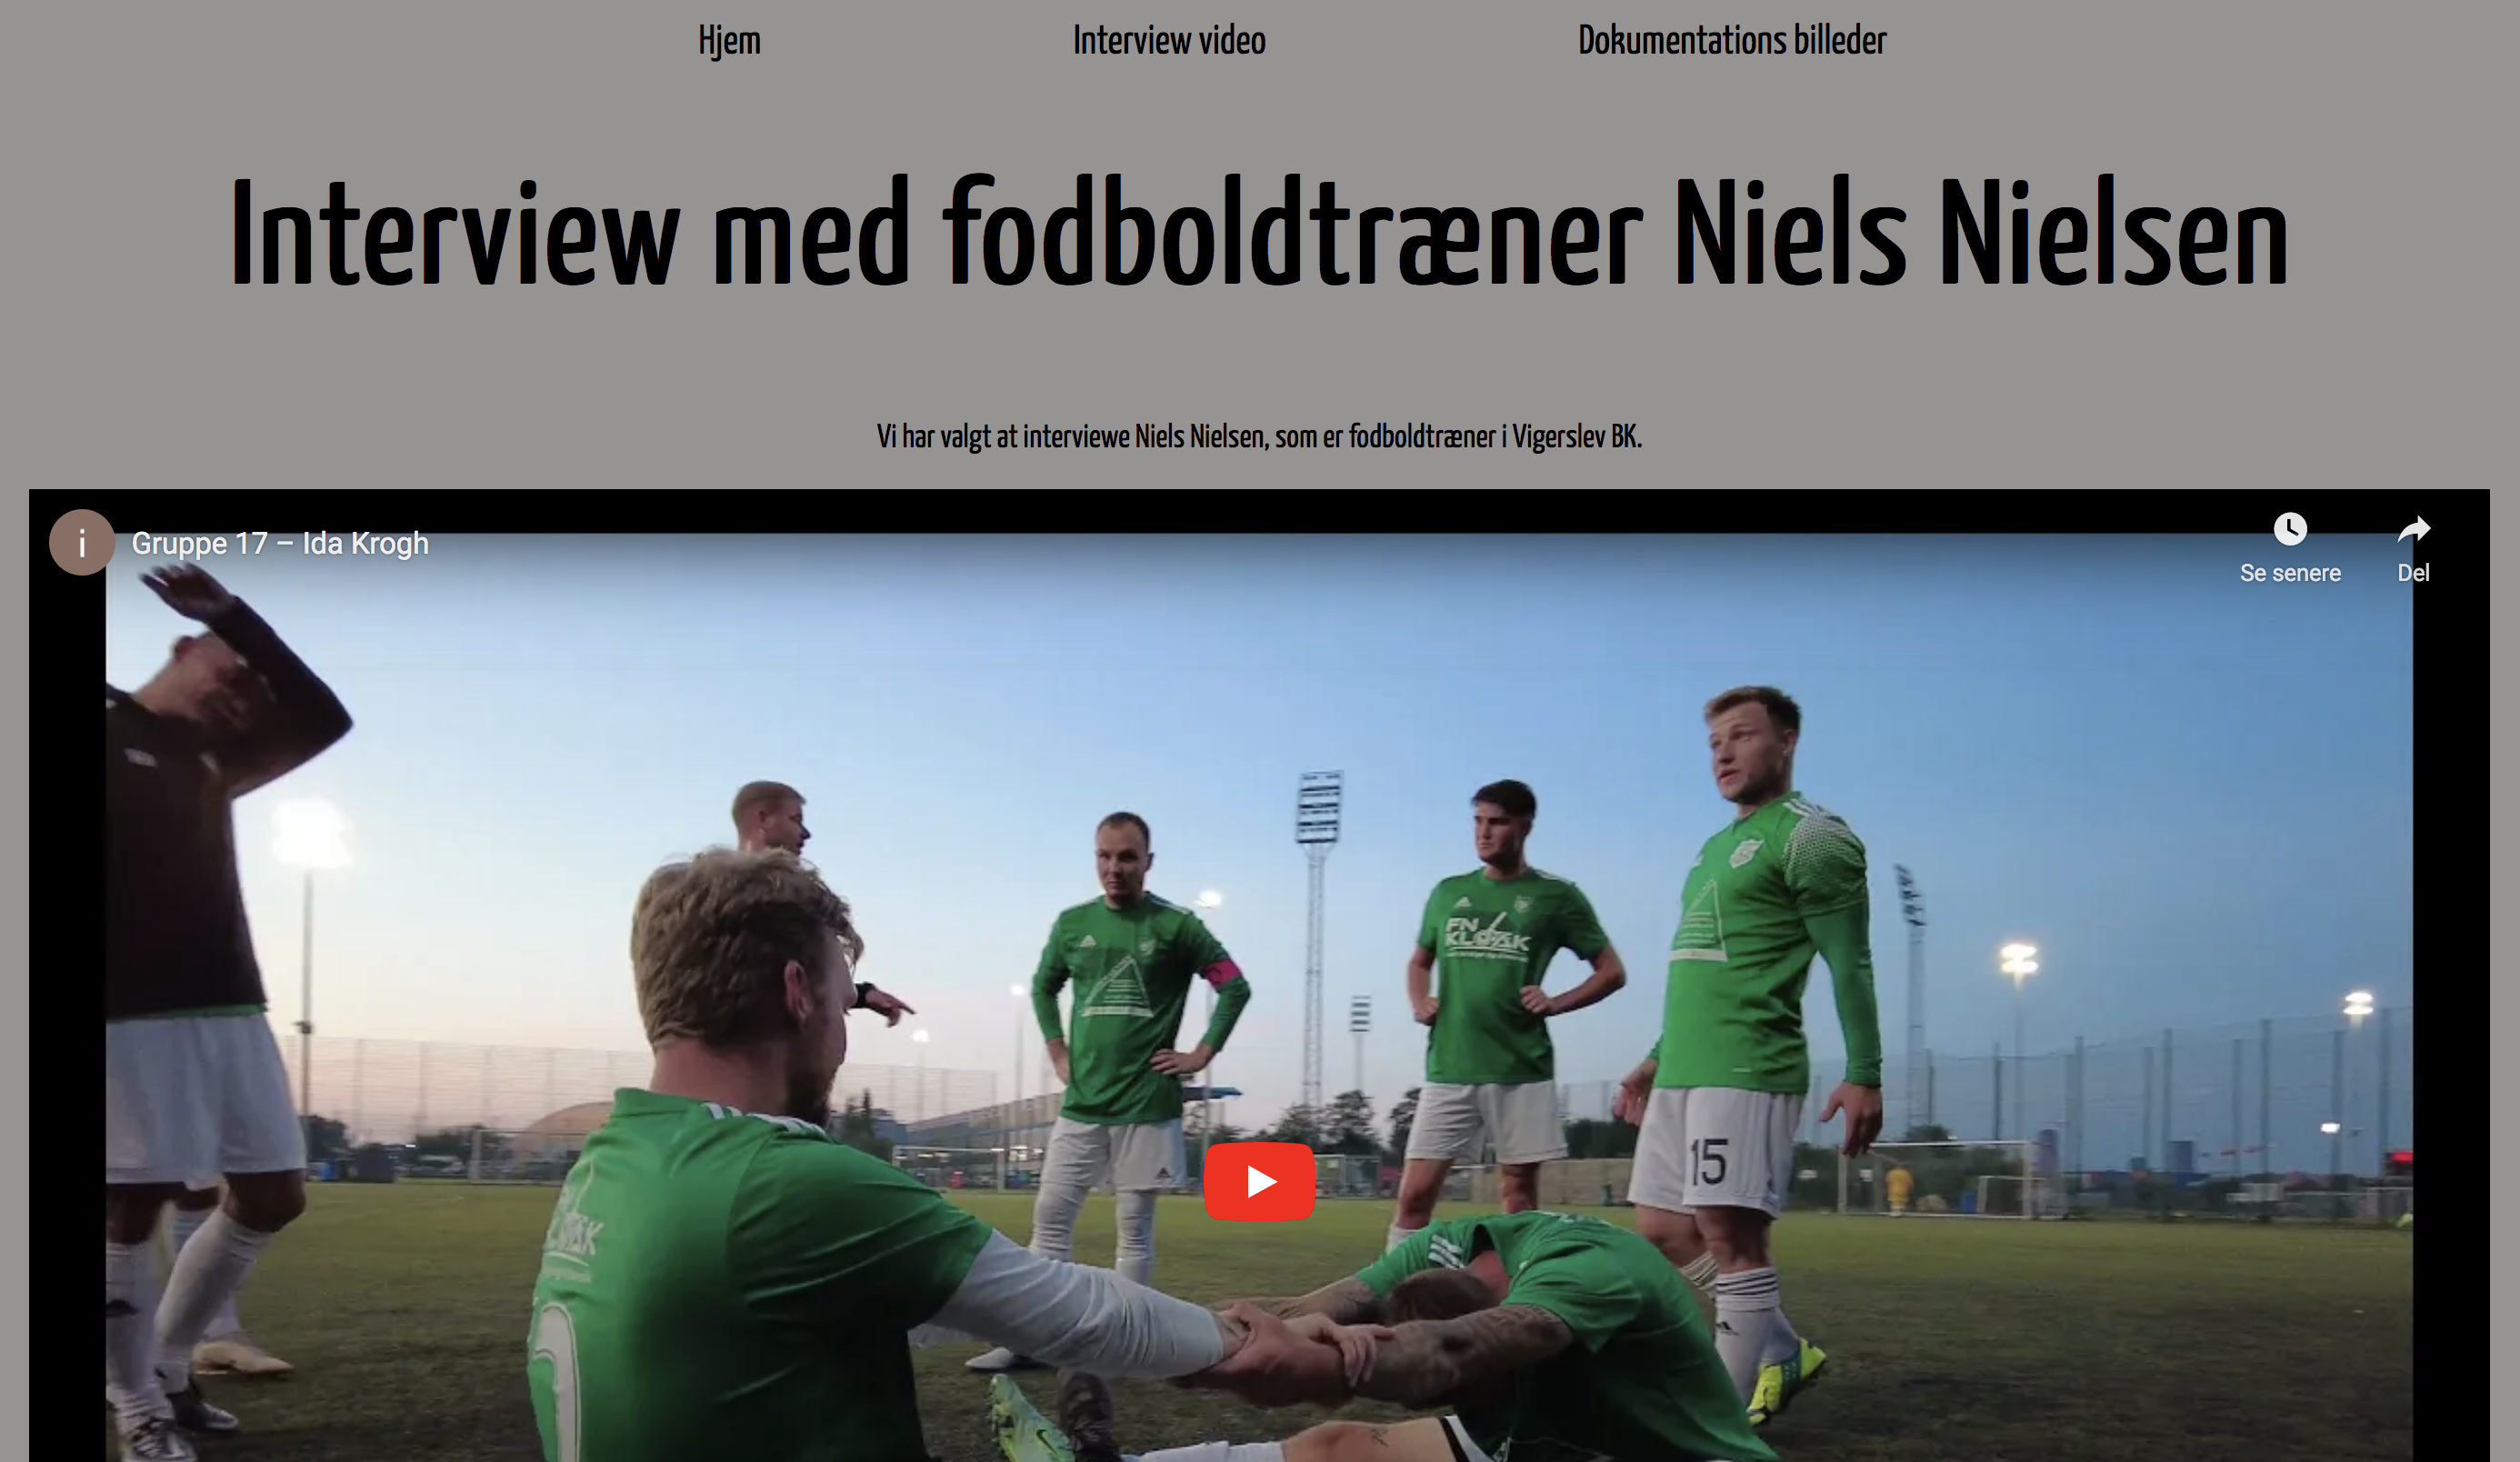 Hjem
Interview video
Dokumentations billeder
Interview med fodboldtræner Niels Nielsen
Vi har valgt at interviewe Niels Nielsen, som er fodboldtræner i Vigerslev BK.
i
Gruppe 17 – Ida Krogh
Se senere
Del
FN
KLOAK
15